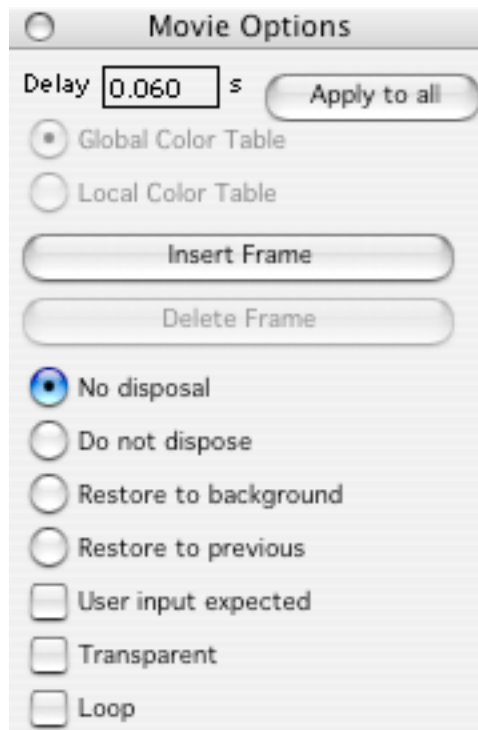 Movie Options
Delay 0.060 s Apply to all
Global Color Table
Local Color Table
Insert Frame
Delete Frame
No disposal
Do not dispose
Restore to background
Restore to previous
User input expected
Transparent
Loop